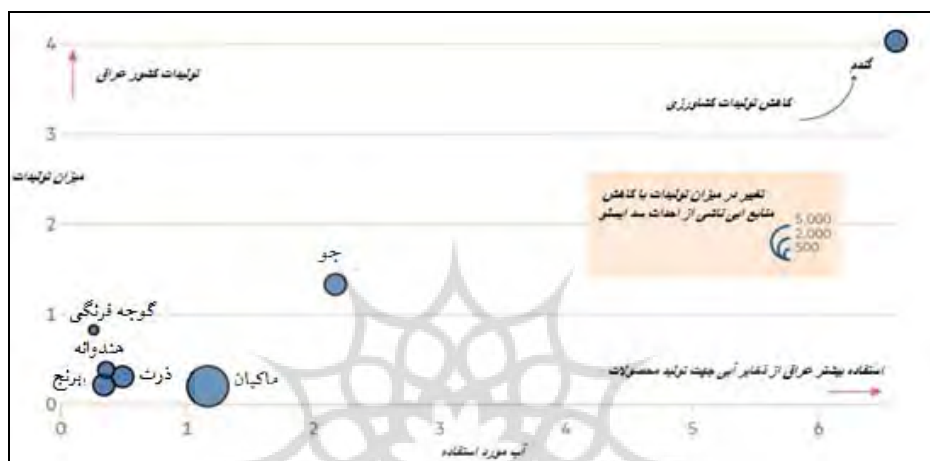 4
تولیدات کشور عراق
گندم
کاهش تولیدات کشاورزی
3
میزان تولیدات
تغییر در میزان تولیدات با کاهش
منابع ابی ناشی از احداث سد ایسلو
5.000
2.000
500
2
جو
1
گوجه فرنگی
هندوانه
برنج,
ذرت
ماکیان
استفاده بیشتر عراق از ذخایر آبی جهت تولید محصولات
0
0 1 2 3 4 5 6
آب مورد استفاده